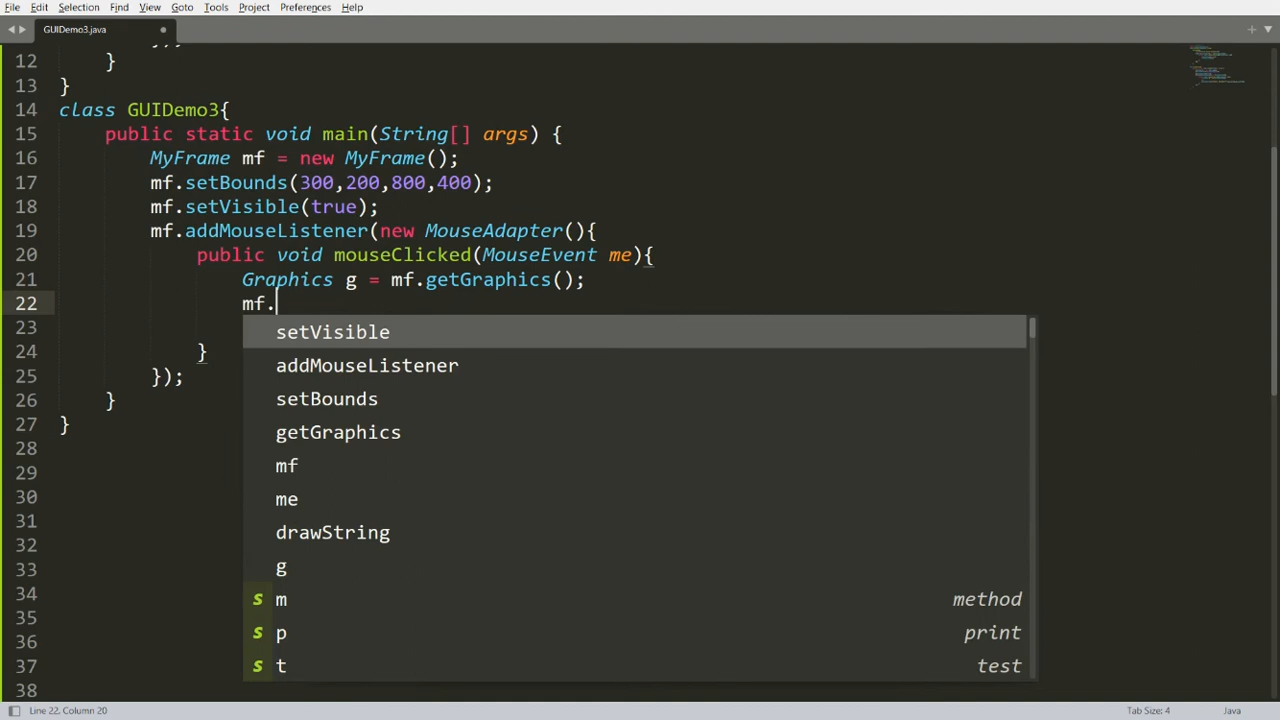 File Edit Selection Find View Goto Tools Project Preferences Help
GUIDemo3.java
12 }
13 }
14 class GUIDemo3{
15 public static void main(String[] args) {
16 MyFrame mf = new MyFrame();
17 mf.setBounds(300,200,800,400);
18 mf.setVisible(true);
19 mf.addMouseListener(new MouseAdapter(){
20 public void mouseClicked(MouseEvent me){
21 Graphics g = mf.getGraphics();
22 mf.
23
24 }
25 });
26 }
27 }
28
29
30
31
32
33
34
35
36
37
38
setVisible
addMouseListener
setBounds
getGraphics
mf
me
drawString
g
s m method
s p print
s t test
Line 22, Column 20 Tab Size: 4 Java